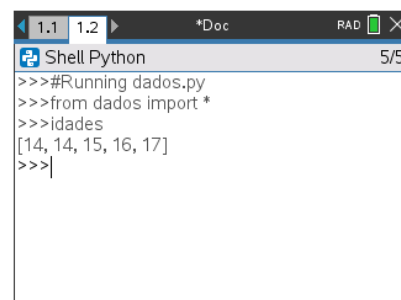 1.1 1.2 *Doc RAD
Shell Python 5/5
>>>#Running dados.py
>>>from dados import *
>>>idades
[14, 14, 15, 16, 17]
>>>